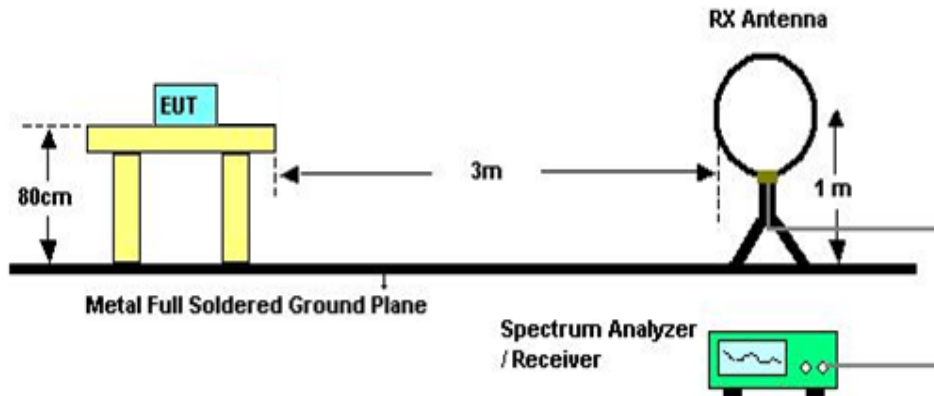 RX Antenna
EUT
3m
80cm
1 m
Metal Full Soldered Ground Plane
Spectrum Analyzer
/ Receiver